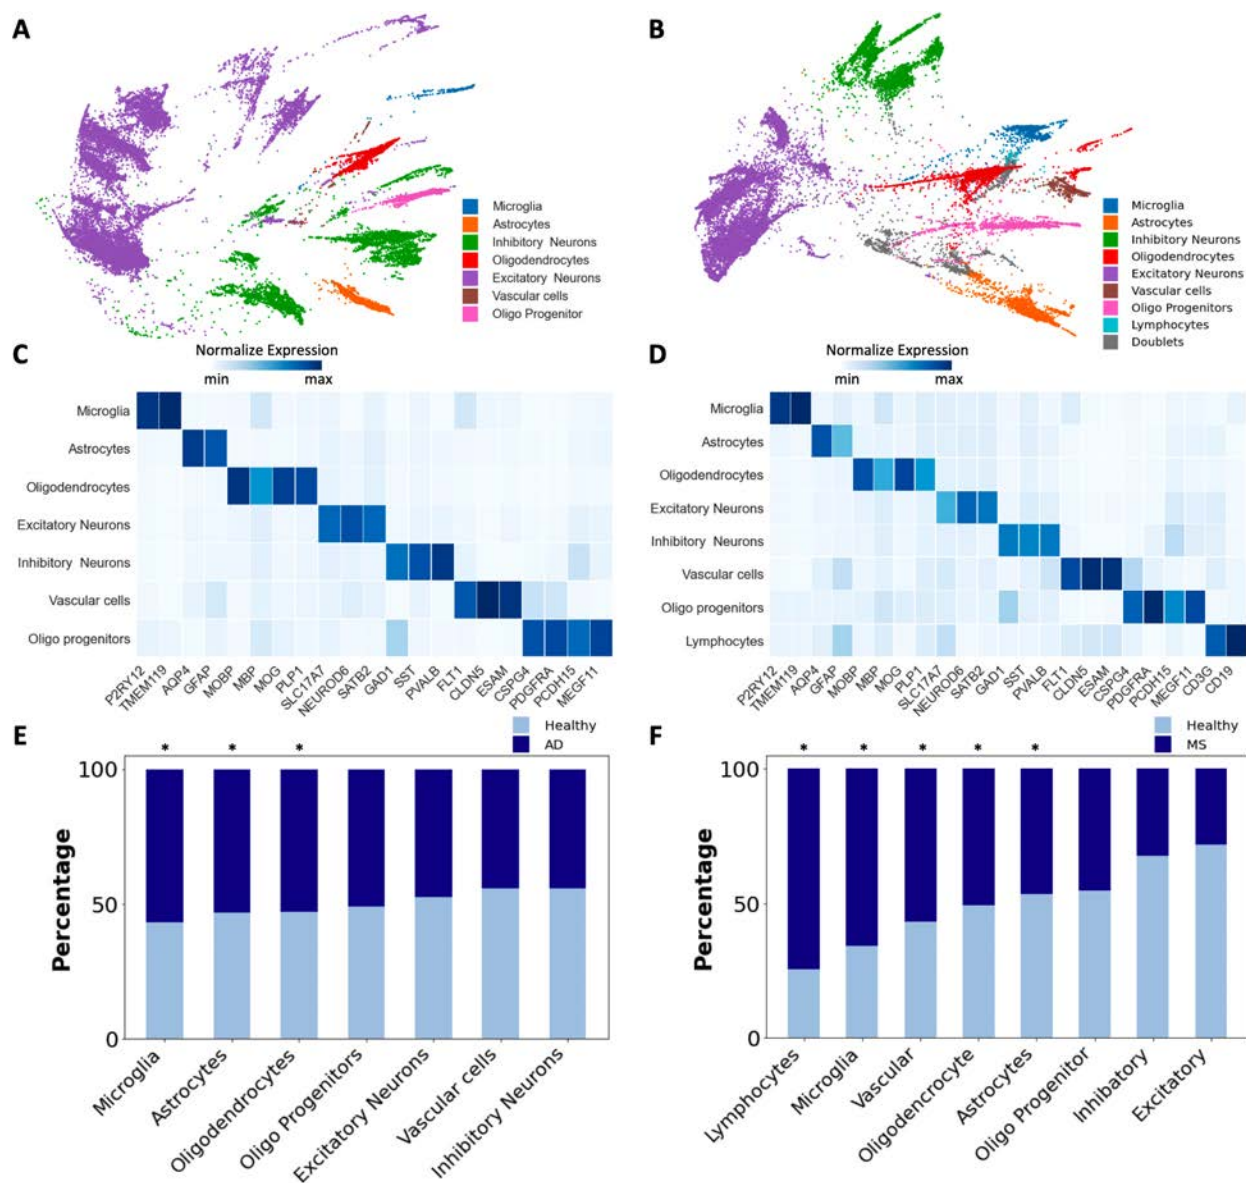 A
Microglia
Astrocytes
Inhibitory Neurons
Oligodendrocytes
Excitatory Neurons
Vascular cells
Oligo Progenitor
B
Microglia
Astrocytes
Inhibitory Neurons
Oligodendrocytes
Excitatory Neurons
Vascular cells
Oligo Progenitors
Lymphocytes
Doublets
C
Normalize Expression
min max
Microglia
Astrocytes
Oligodendrocytes
Excitatory Neurons
Inhibitory Neurons
Vascular cells
Oligo progenitors
P2RY12
TMEM119
AQP4
GFAP
MOBP
MBP
MOG
PLP1
SLC17A7
NEUROD6
SATB2
GAD1
SST
PVALB
FLT1
CLDN5
ESAM
CSPG4
PDGFRA
PCDH15
MEGF11
D
Normalize Expression
min max
Microglia
Astrocytes
Oligodendrocytes
Excitatory Neurons
Inhibitory Neurons
Vascular cells
Oligo progenitors
Lymphocytes
P2RY12
TMEM119
AQP4
GFAP
MOBP
MBP
MOG
PLP1
SLC17A7
NEUROD6
SATB2
GAD1
SST
PVALB
FLT1
CLDN5
ESAM
CSPG4
PDGFRA
PCDH15
MEGF11
CD3G
CD19
E
Healthy
AD
* * *
100
50
0
Percentage
Microglia
Astrocytes
Oligodendrocytes
Oligo Progenitors
Excitatory Neurons
Vascular cells
Inhibitory Neurons
F
Healthy
MS
* * * * *
100
50
0
Percentage
Lymphocytes
Microglia
Vascular
Oligodencrocyte
Astrocytes
Oligo Progenitor
Inhibatory
Excitatory